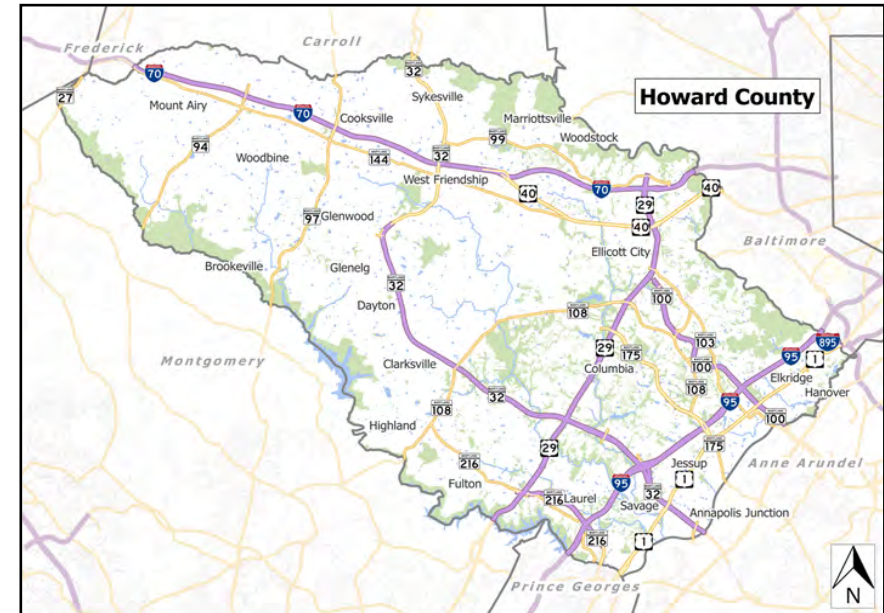 Howard County
Frederick
Carroll
Baltimore
Montgomery
Anne Arundel
Prince Georges
Mount Airy
Cooksville
Sykesville
Marriottsville
Woodstock
Woodbine
West Friendship
Glenwood
Ellicott City
Brookeville
Glenelg
Dayton
Clarksville
Columbia
Elkridge
Hanover
Highland
Fulton
Jessup
Laurel
Savage
Annapolis Junction
70
27
32
70
94
144
32
99
40
70
29
40
40
97
32
108
100
29
175
103
100
108
95
895
1
95
100
32
108
175
216
29
95
1
32
216
216
1
N